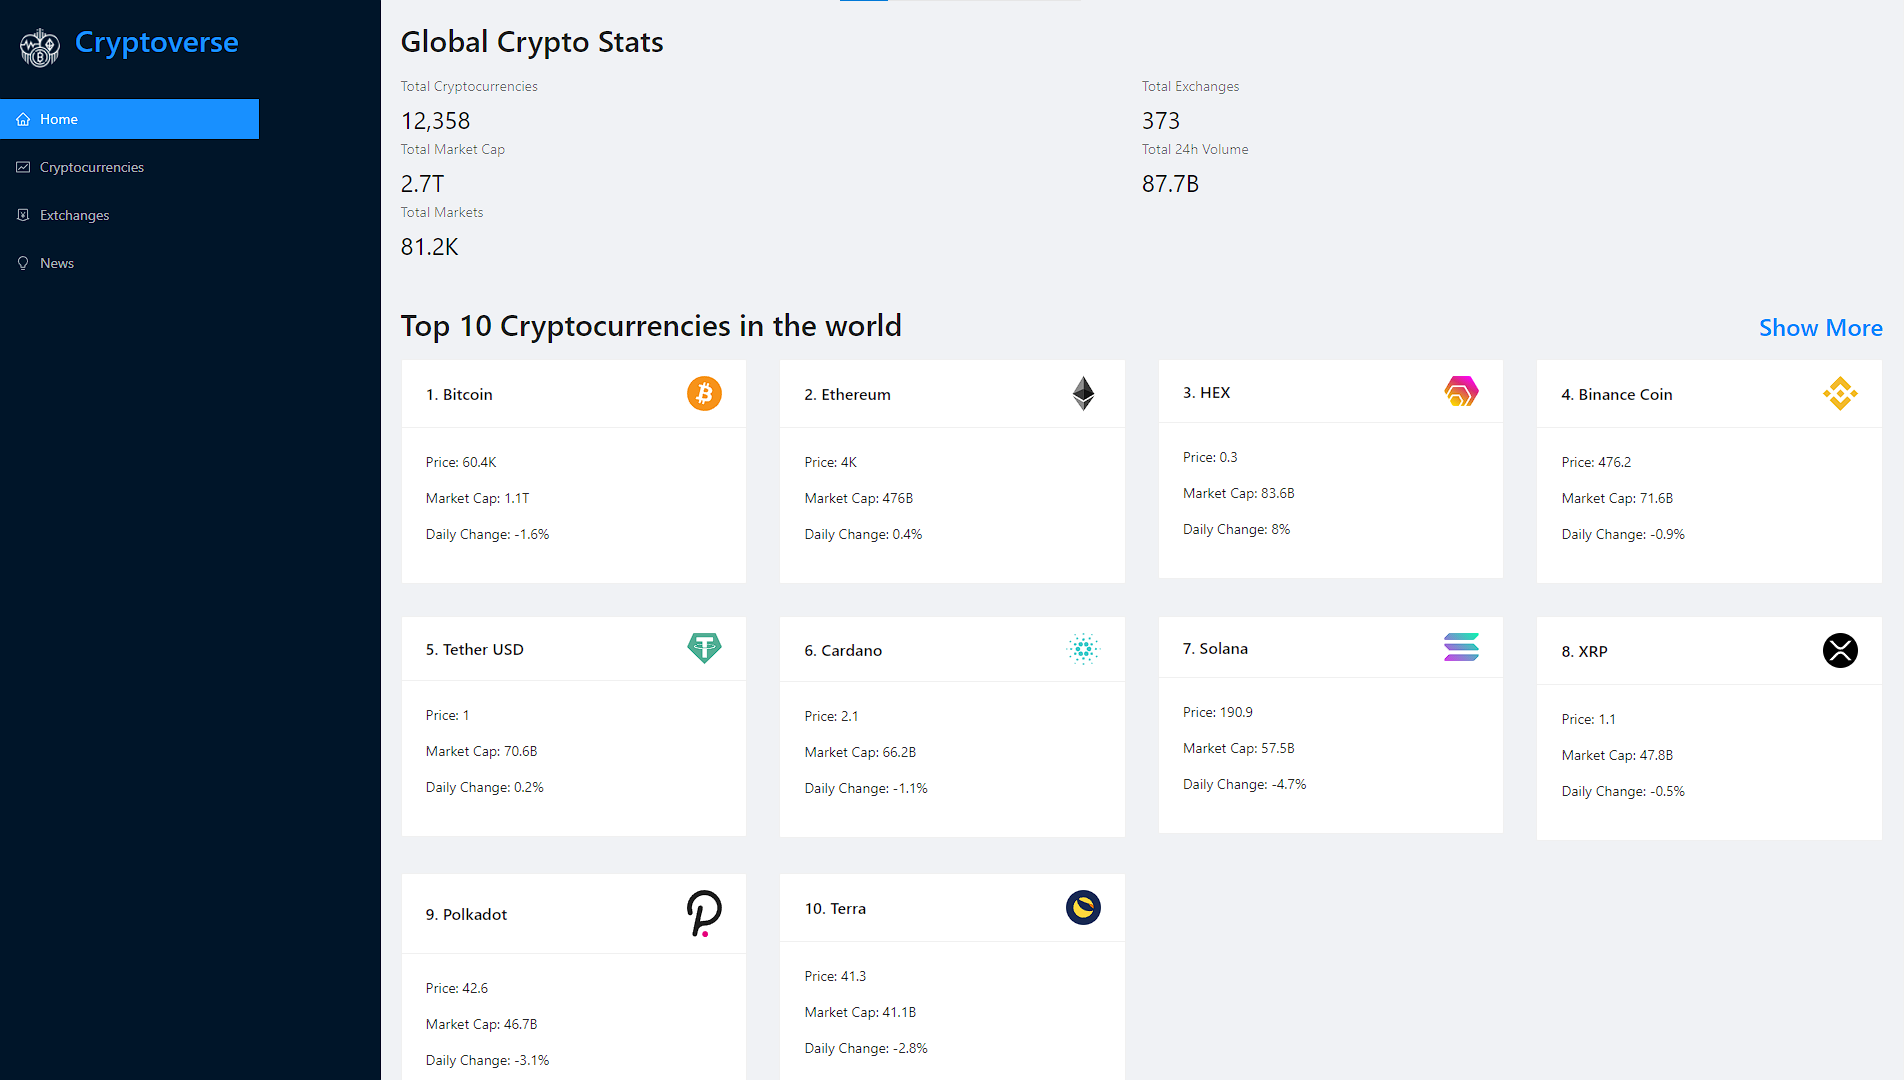 Cryptoverse
Home
Cryptocurrencies
Extchanges
News
Global Crypto Stats
Total Cryptocurrencies
12,358
Total Exchanges
373
Total Market Cap
2.7T
Total 24h Volume
87.7B
Total Markets
81.2K
Top 10 Cryptocurrencies in the world
Show More
1. Bitcoin
Price: 60.4K
Market Cap: 1.1T
Daily Change: -1.6%
2. Ethereum
Price: 4K
Market Cap: 476B
Daily Change: 0.4%
3. HEX
Price: 0.3
Market Cap: 83.6B
Daily Change: 8%
4. Binance Coin
Price: 476.2
Market Cap: 71.6B
Daily Change: -0.9%
5. Tether USD
Price: 1
Market Cap: 70.6B
Daily Change: 0.2%
6. Cardano
Price: 2.1
Market Cap: 66.2B
Daily Change: -1.1%
7. Solana
Price: 190.9
Market Cap: 57.5B
Daily Change: -4.7%
8. XRP
Price: 1.1
Market Cap: 47.8B
Daily Change: -0.5%
9. Polkadot
Price: 42.6
Market Cap: 46.7B
Daily Change: -3.1%
10. Terra
Price: 41.3
Market Cap: 41.1B
Daily Change: -2.8%